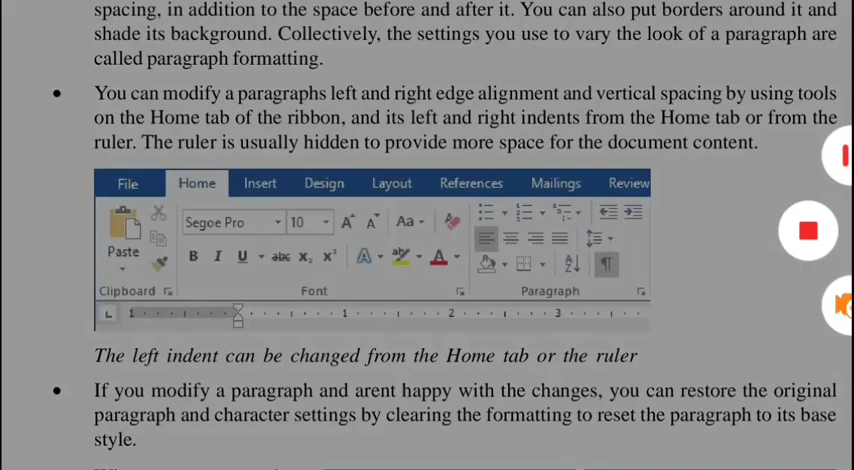 spacing, in addition to the space before and after it. You can also put borders around it and
shade its background. Collectively, the settings you use to vary the look of a paragraph are
called paragraph formatting.
• You can modify a paragraphs left and right edge alignment and vertical spacing by using tools
on the Home tab of the ribbon, and its left and right indents from the Home tab or from the
ruler. The ruler is usually hidden to provide more space for the document content.
File Home Insert Design Layout References Mailings Review
Segoe Pro 10 A A Aa
Paste
B I U abc X₂ X² A aby A
Clipboard Font Paragraph
1 1 2 3
The left indent can be changed from the Home tab or the ruler
• If you modify a paragraph and arent happy with the changes, you can restore the original
paragraph and character settings by clearing the formatting to reset the paragraph to its base
style.